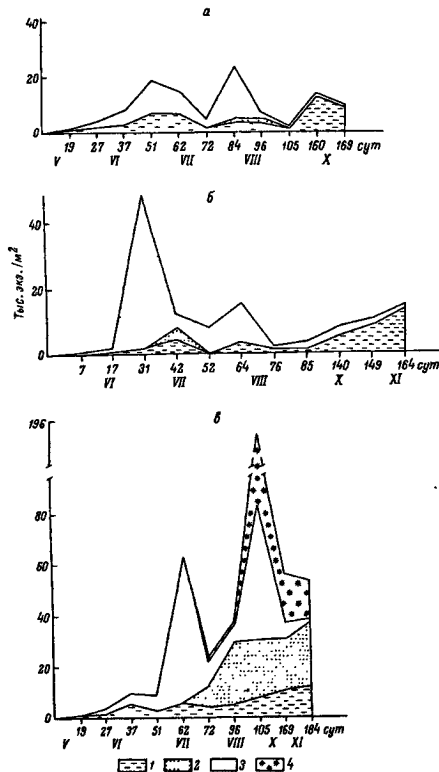 а
40
20
0
19 27 37 51 62 72 84 96 105 160 169 сут
V VI VII VIII X
б
Тыс. экз./м²
40
20
0
7 17 31 42 52 64 76 85 140 149 164 сут
VI VII VIII X XI
в
196
80
60
40
20
0
19 27 37 51 62 72 96 105 169 184 сут
V VI VII VIII X XI
1 2 3 4